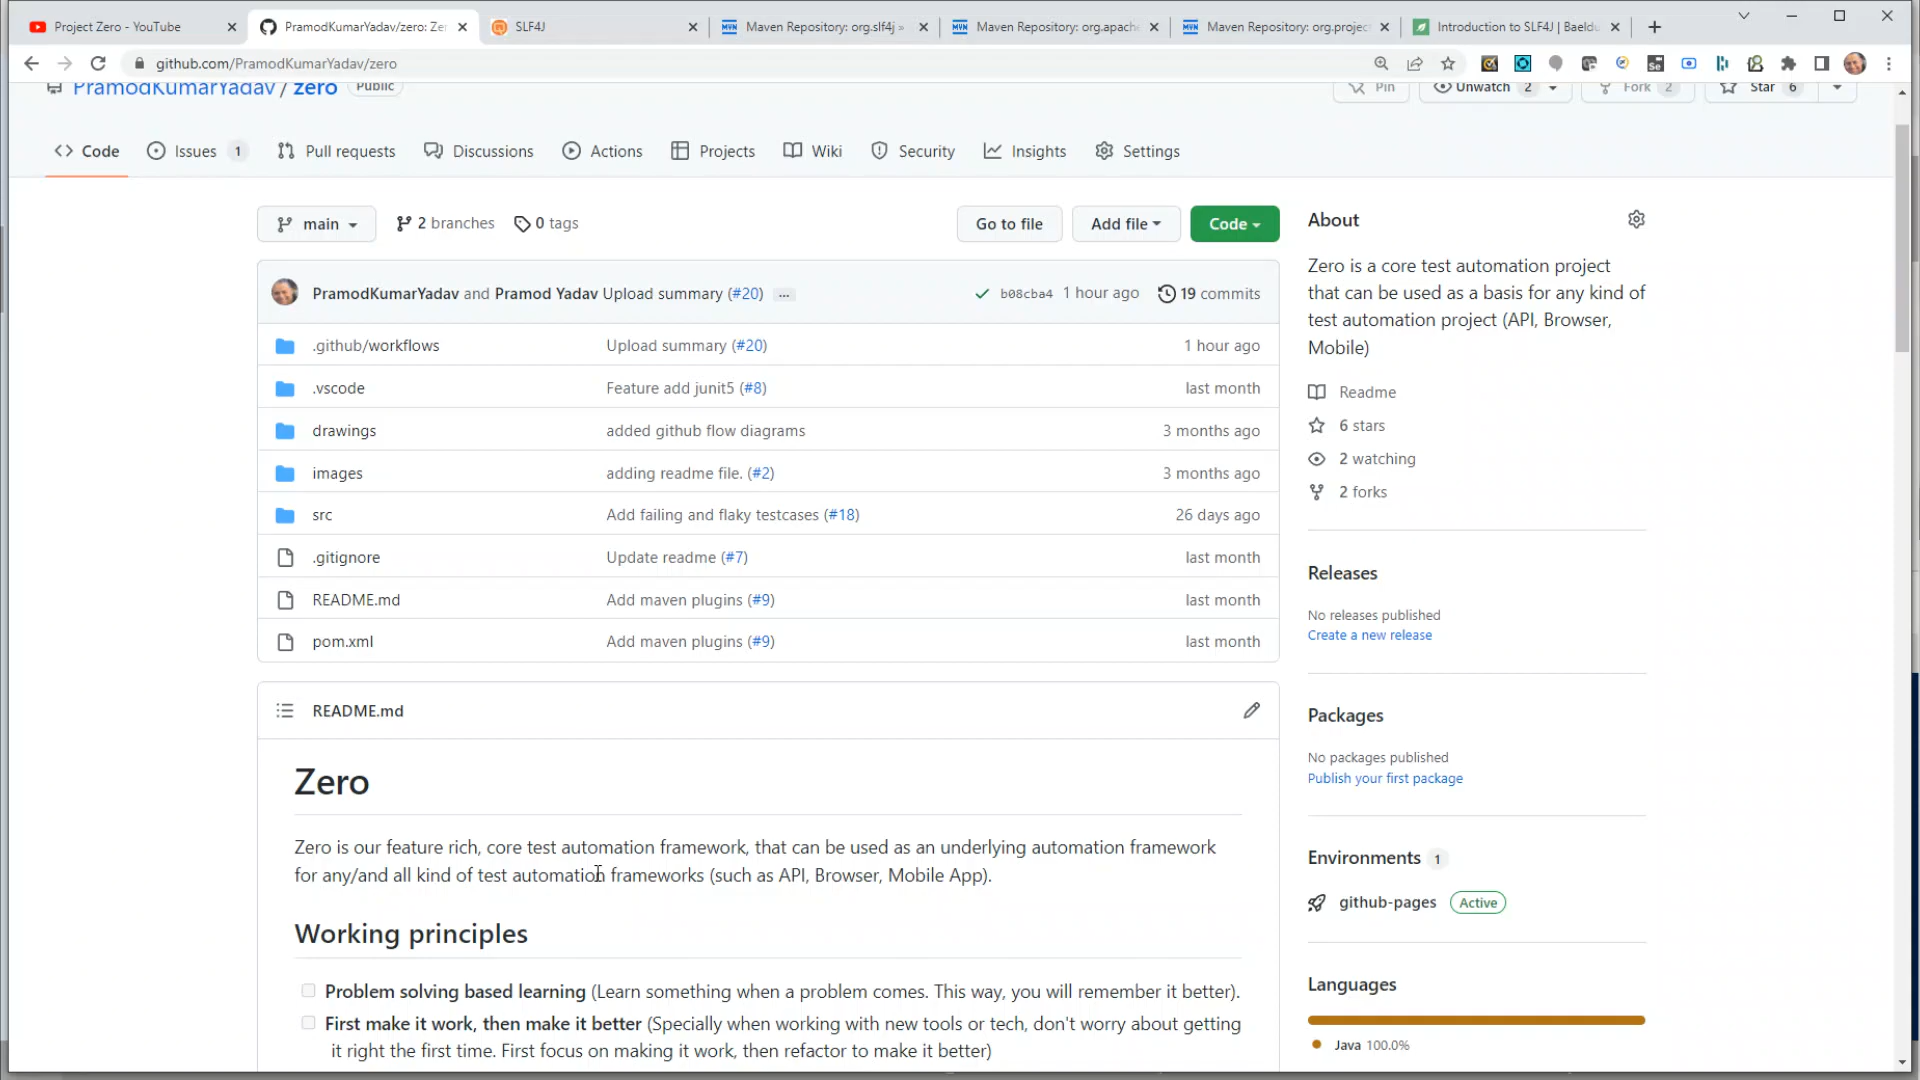 Project Zero - YouTube
PramodKumarYadav/zero: Ze
SLF4J
Maven Repository: org.slf4j »
Maven Repository: org.apach
Maven Repository: org.projec
Introduction to SLF4J | Baeldu
github.com/PramodKumarYadav/zero
PramodKumarYadav / zero Public
Pin
Unwatch 2
Fork 2
Star 6
Code
Issues 1
Pull requests
Discussions
Actions
Projects
Wiki
Security
Insights
Settings
main
2 branches
0 tags
Go to file
Add file
Code
PramodKumarYadav and Pramod Yadav Upload summary (#20) ...
b08cba4 1 hour ago
19 commits
.github/workflows Upload summary (#20) 1 hour ago
.vscode Feature add junit5 (#8) last month
drawings added github flow diagrams 3 months ago
images adding readme file. (#2) 3 months ago
src Add failing and flaky testcases (#18) 26 days ago
.gitignore Update readme (#7) last month
README.md Add maven plugins (#9) last month
pom.xml Add maven plugins (#9) last month
README.md
Zero
Zero is our feature rich, core test automation framework, that can be used as an underlying automation framework
for any/and all kind of test automation frameworks (such as API, Browser, Mobile App).
Working principles
Problem solving based learning (Learn something when a problem comes. This way, you will remember it better).
First make it work, then make it better (Specially when working with new tools or tech, don't worry about getting
it right the first time. First focus on making it work, then refactor to make it better)
About
Zero is a core test automation project
that can be used as a basis for any kind of
test automation project (API, Browser,
Mobile)
Readme
6 stars
2 watching
2 forks
Releases
No releases published
Create a new release
Packages
No packages published
Publish your first package
Environments 1
github-pages Active
Languages
Java 100.0%